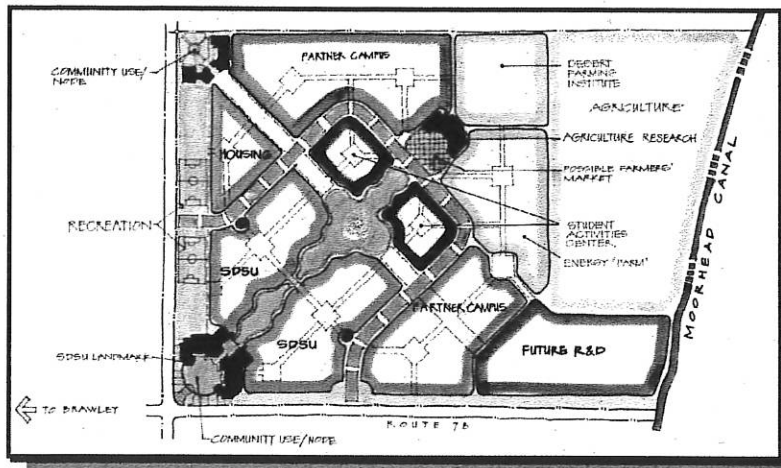 COMMUNITY USE/
NODE
PARTNER CAMPUS
DESERT
FARMING
INSTITUTE
AGRICULTURE
AGRICULTURE RESEARCH
HOUSING
POSSIBLE FARMERS'
MARKET
RECREATION
STUDENT
ACTIVITIES
CENTER,
ENERGY "FARM"
SDSU
PARTNER CAMPUS
SDSU
FUTURE R&D
SDSU LANDMARK
TO BRAWLEY
COMMUNITY USE/NODE
ROUTE 78
MOORHEAD CANAL